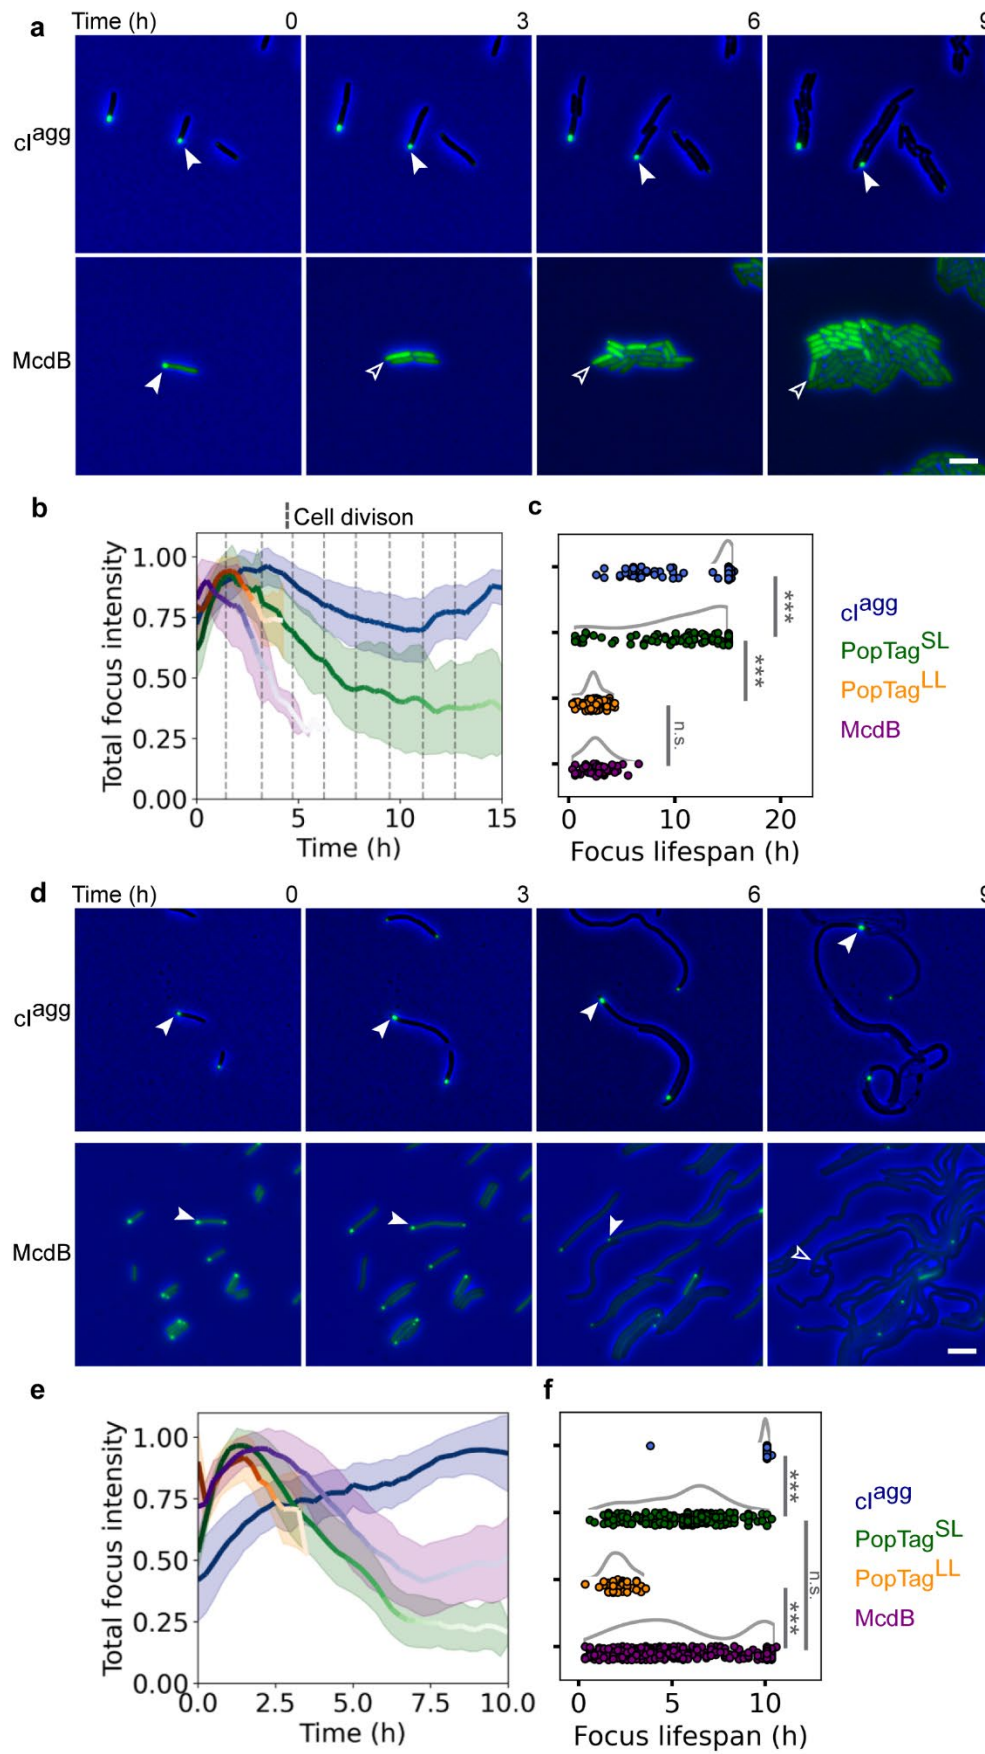 a Time (h) 0 3 6 9
cI^agg
McdB
b Cell divison
Total focus intensity
1.00
0.75
0.50
0.25
0.00
0 5 10 15
Time (h)
c
***
***
n.s.
0 10 20
Focus lifespan (h)
cI^agg
PopTag^SL
PopTag^LL
McdB
d Time (h) 0 3 6 9
cI^agg
McdB
e
Total focus intensity
1.00
0.75
0.50
0.25
0.00
0.0 2.5 5.0 7.5 10.0
Time (h)
f
***
n.s.
***
0 5 10
Focus lifespan (h)
cI^agg
PopTag^SL
PopTag^LL
McdB